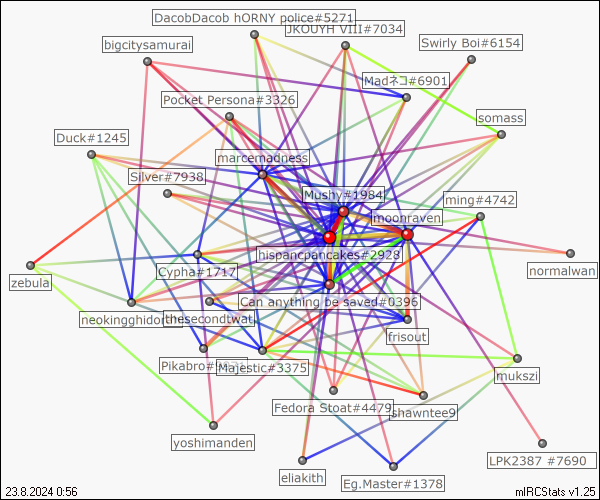 DacobDacob hORNY police#5271
JKOUYH VIII#7034
bigcitysamurai
Swirly Boi#6154
Madネコ#6901
Pocket Persona#3326
somass
Duck#1245
marcemadness
Silver#7938
Mushy#1984
ming#4742
moonraven
hispancpancakes#2928
normalwan
Cypha#1717
zebula
Can anything be saved#0396
neokingghidorah
thesecondtwat
frisout
Pikabro#
Majestic#3375
mukszi
Fedora Stoat#4479
shawntee9
yoshimanden
LPK2387 #7690
eliakith
Eg.Master#1378
23.8.2024 0:56
mIRCStats v1.25